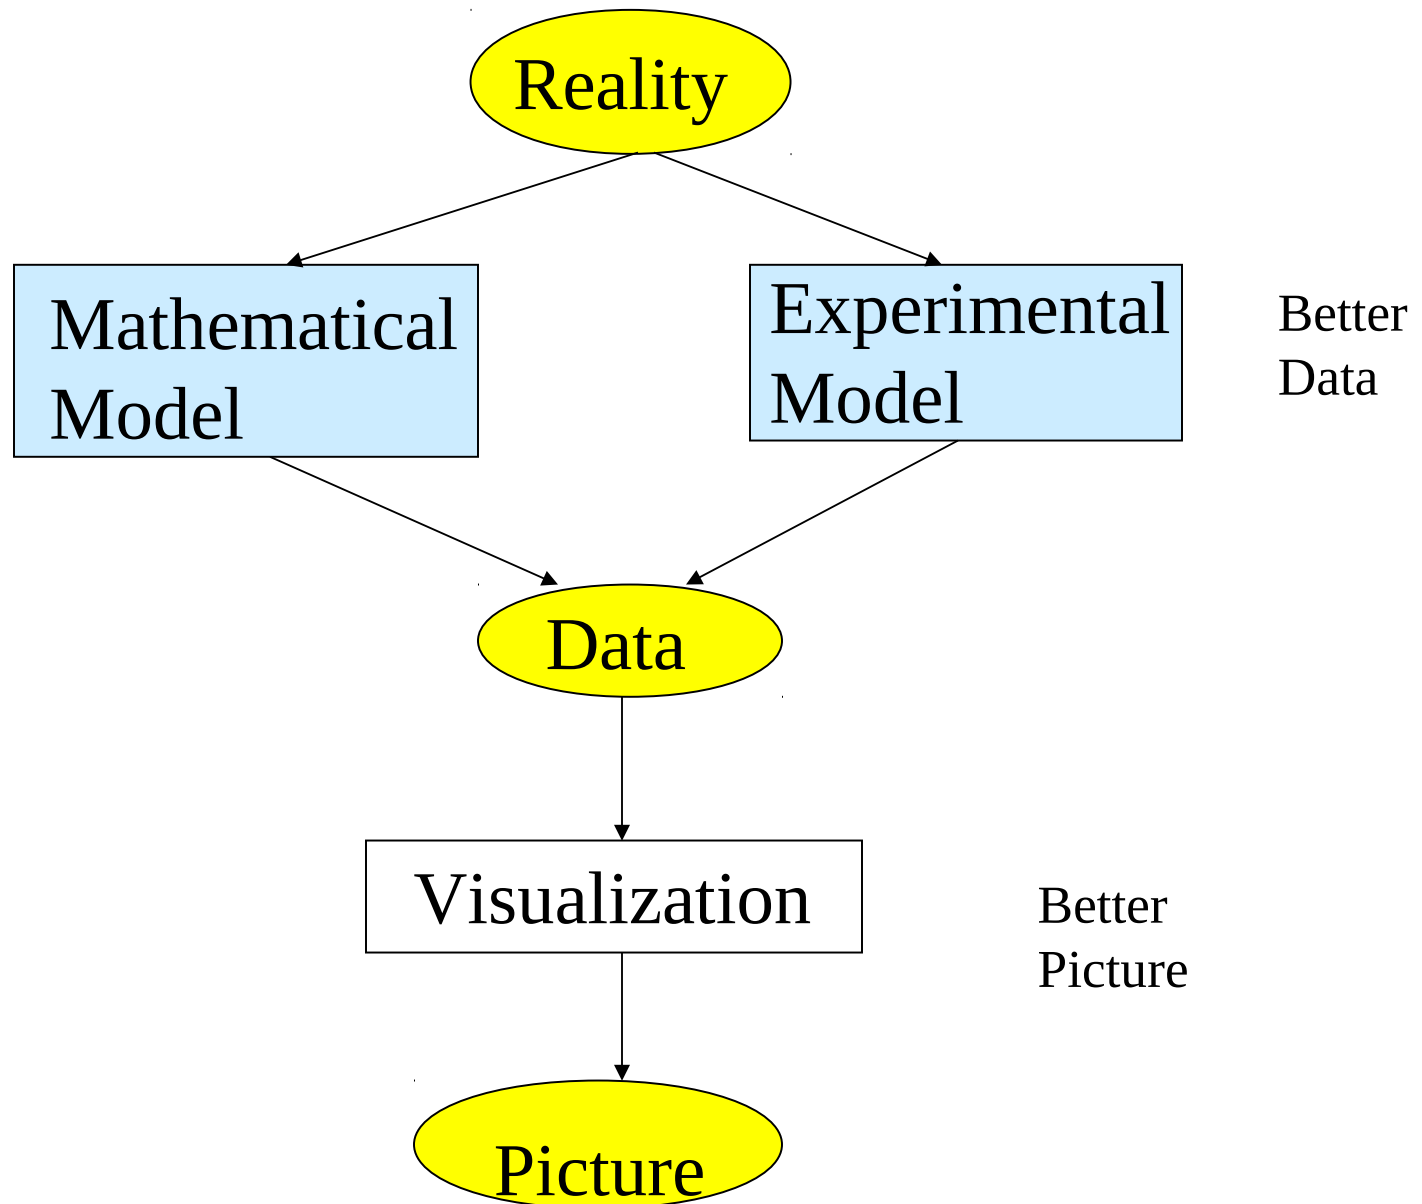 Reality
Mathematical
Model
Experimental
Model
Better
Data
Data
Visualization
Better
Picture
Picture